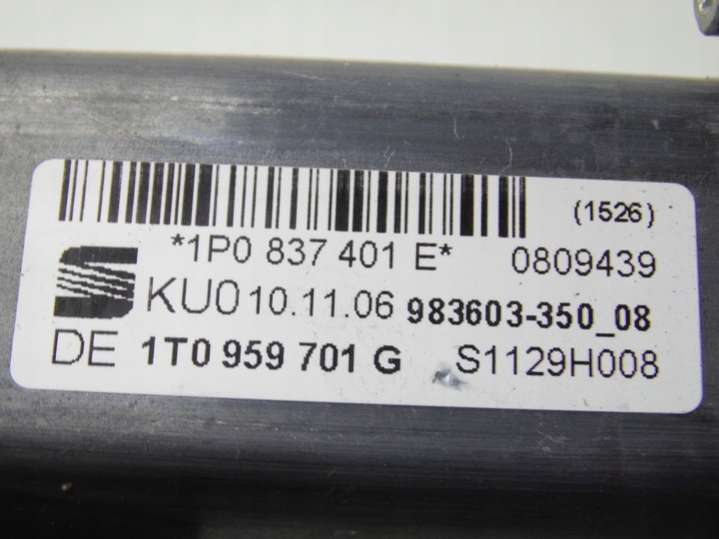 (1526)
*1P0 837 401 E* 0809439
KU0 10.11.06 983603-350_08
DE 1T0 959 701 G S1129H008